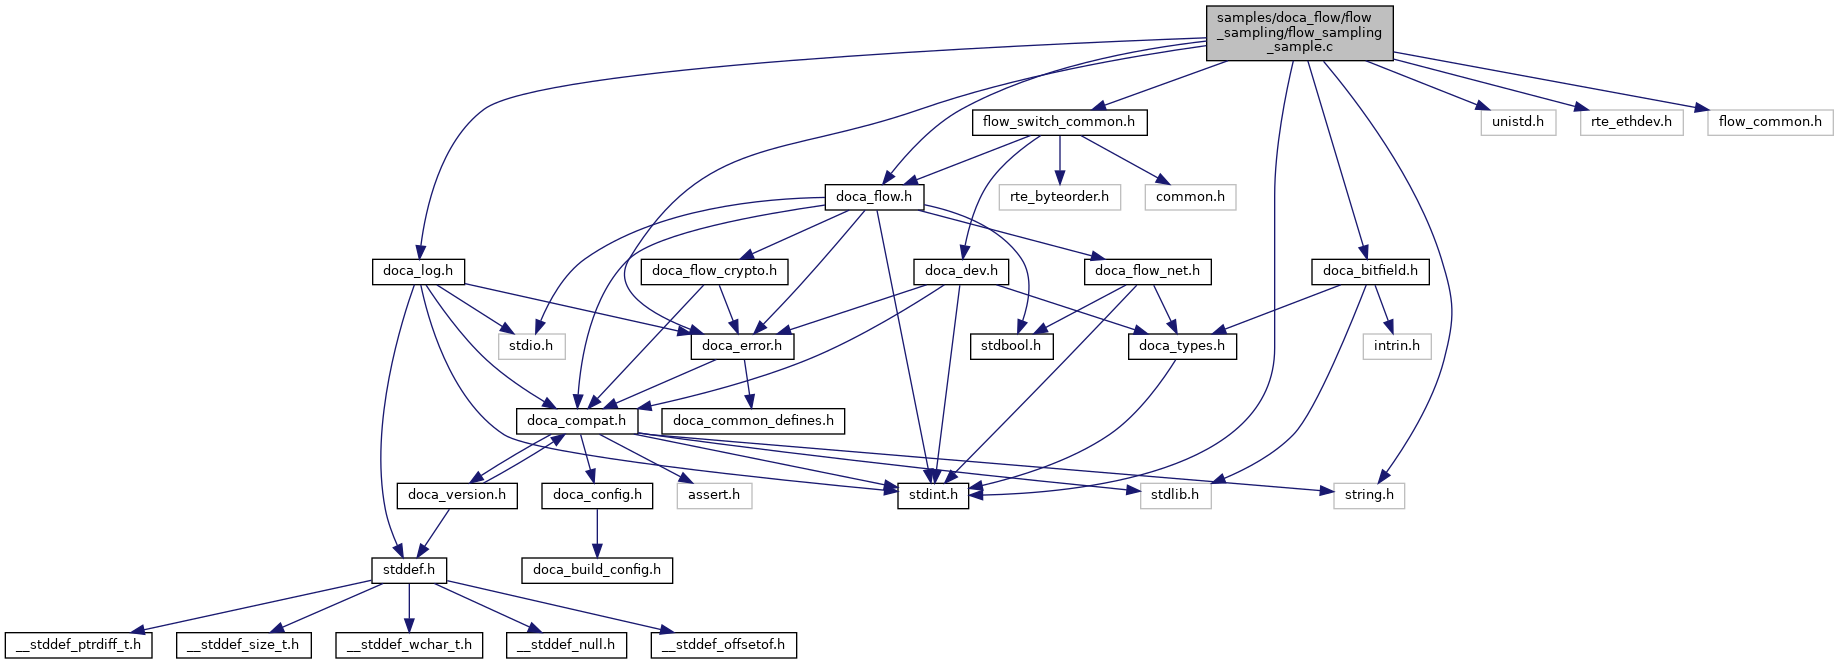 samples/doca_flow/flow
_sampling/flow_sampling
_sample.c
flow_switch_common.h
unistd.h
rte_ethdev.h
flow_common.h
doca_flow.h
rte_byteorder.h
common.h
doca_log.h
doca_flow_crypto.h
doca_dev.h
doca_flow_net.h
doca_bitfield.h
stdio.h
doca_error.h
stdbool.h
doca_types.h
intrin.h
doca_compat.h
doca_common_defines.h
doca_version.h
doca_config.h
assert.h
stdint.h
stdlib.h
string.h
stddef.h
doca_build_config.h
__stddef_ptrdiff_t.h
__stddef_size_t.h
__stddef_wchar_t.h
__stddef_null.h
__stddef_offsetof.h